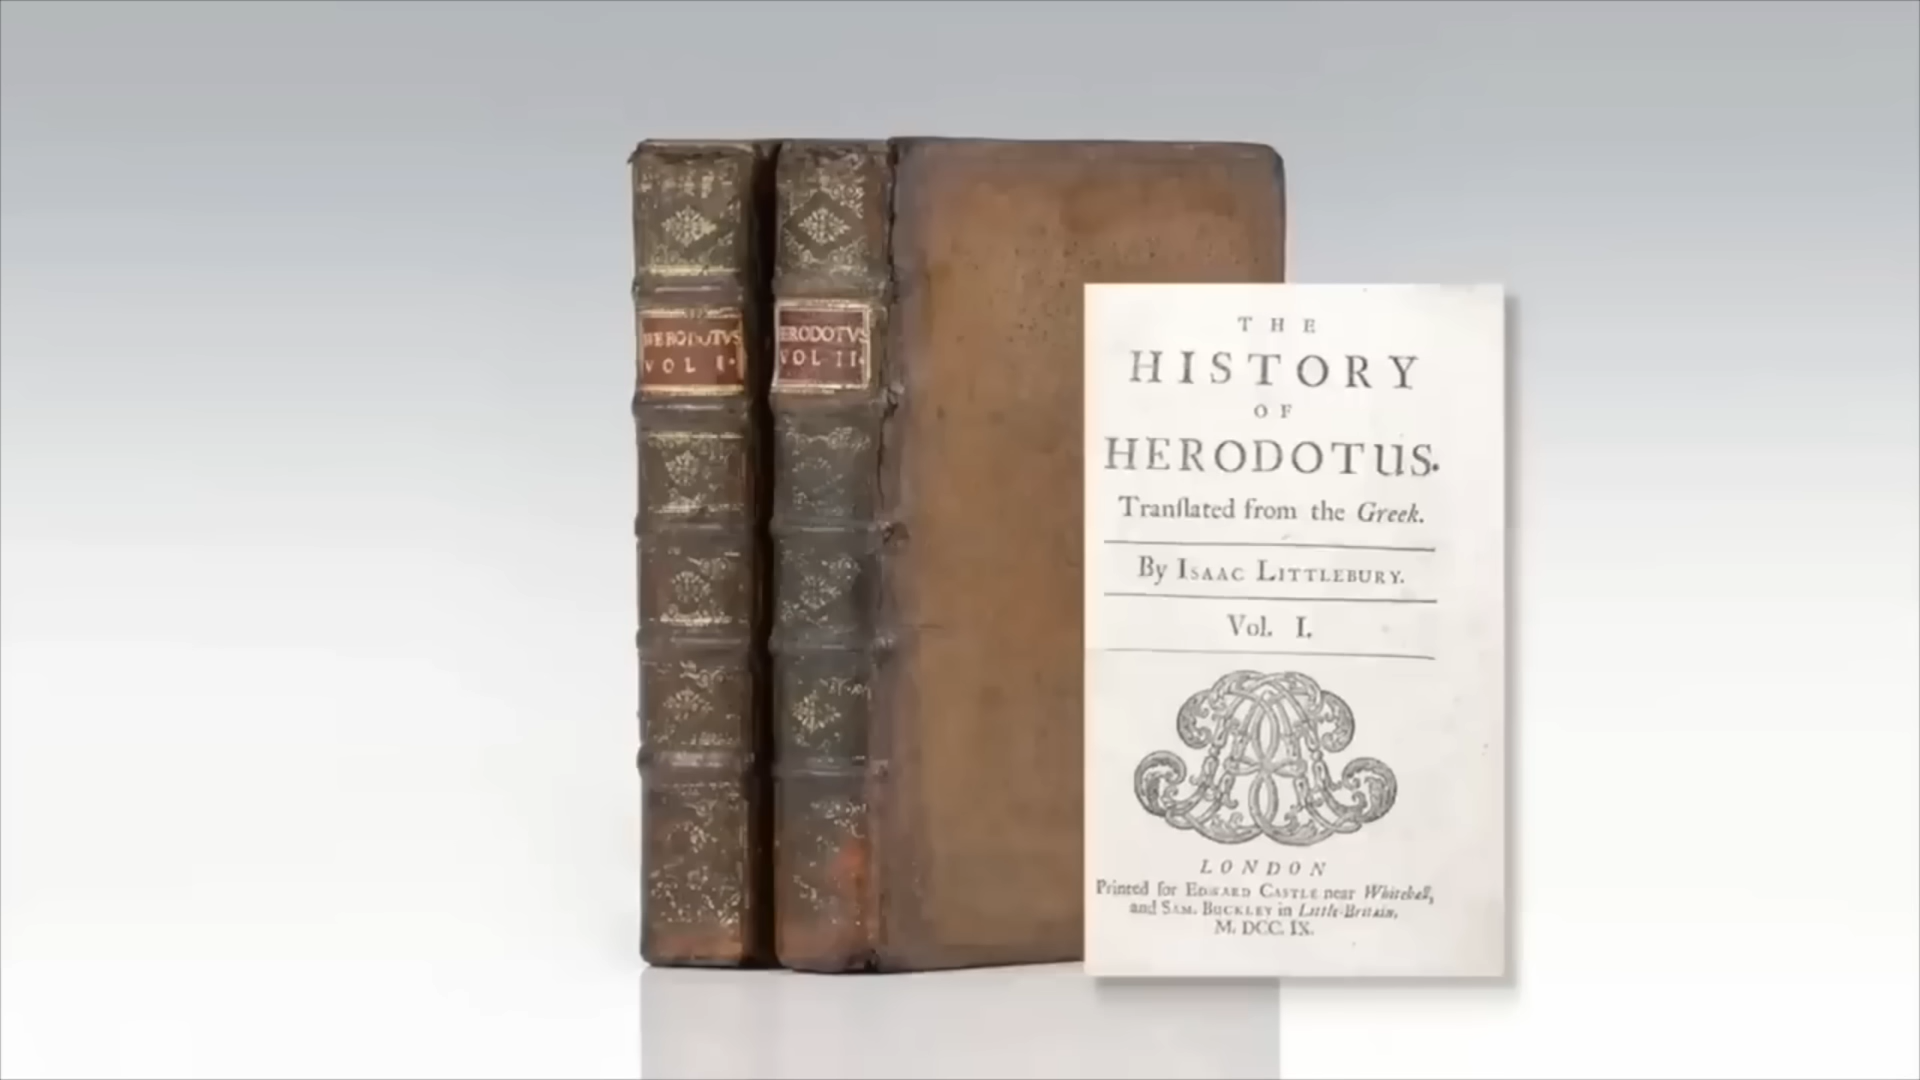 HERODOTVS
VOL I.
HERODOTVS
VOL II.
THE
HISTORY
OF
HERODOTUS.
Tranſlated from the Greek.
By ISAAC LITTLEBURY.
Vol. I.
LONDON
Printed for EDWARD CASTLE near Whitehall,
and SAM. BUCKLEY in Little-Britain,
M. DCC. IX.